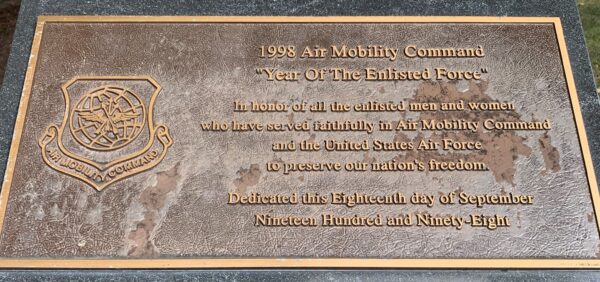 1998 Air Mobility Command
"Year Of The Enlisted Force"
In honor of all the enlisted men and women
who have served faithfully in Air Mobility Command
and the United States Air Force
to preserve our nation's freedom.
Dedicated this Eighteenth day of September
Nineteen Hundred and Ninety-Eight
AIR MOBILITY COMMAND